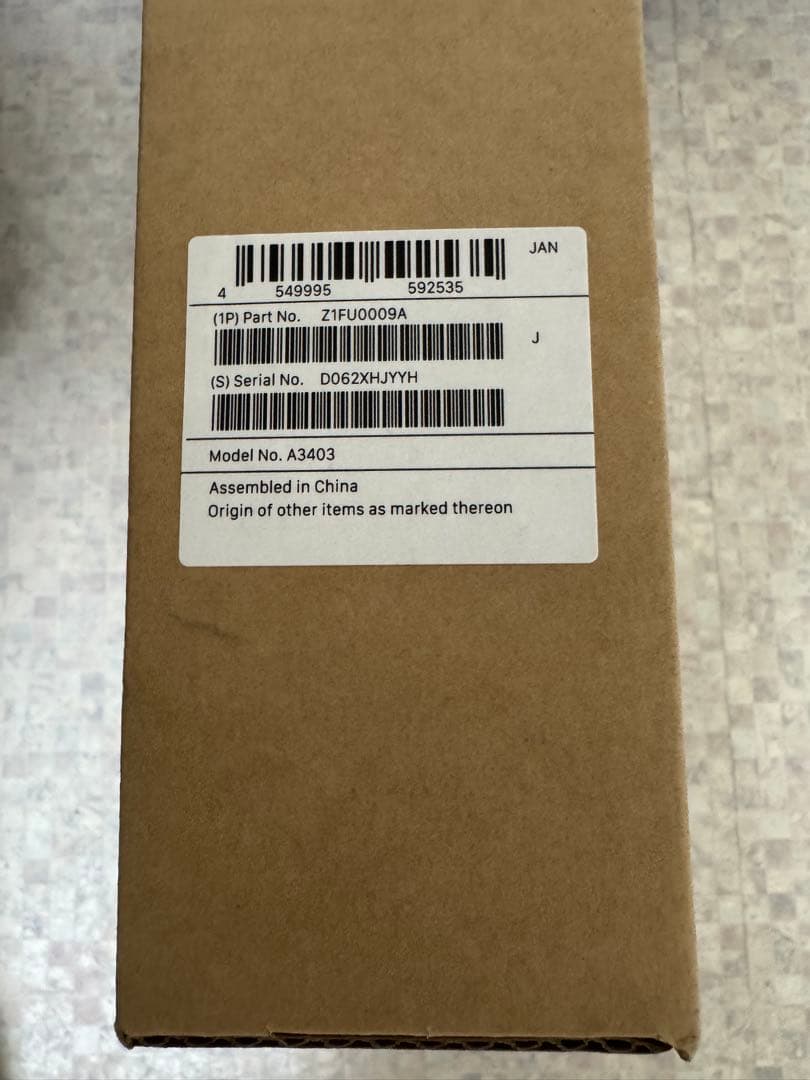 JAN
4 549995 592535
(1P) Part No. Z1FU0009A
J
(S) Serial No. D062XHJYYH
Model No. A3403
Assembled in China
Origin of other items as marked thereon